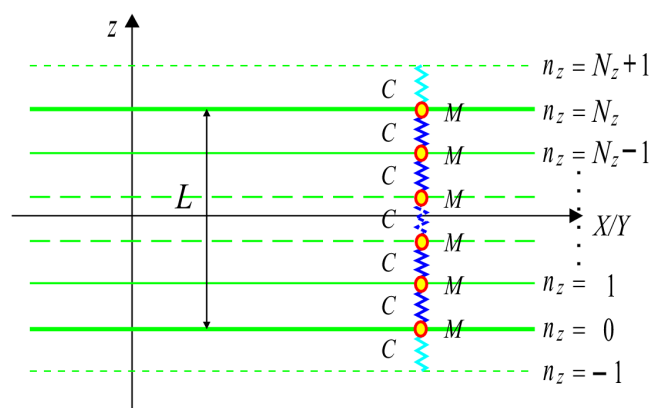 z
n_z = N_z+1
C
n_z = N_z
M
C
n_z = N_z−1
M
C
L
M
C
X/Y
M
C
n_z = 1
M
C
n_z = 0
M
C
n_z = −1